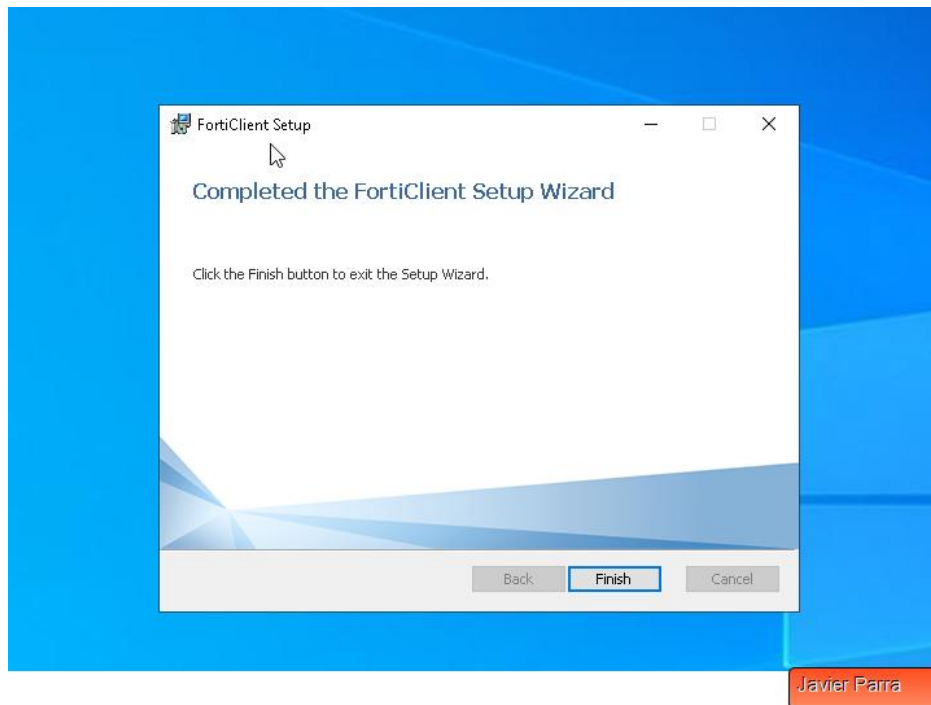 FortiClient Setup
Completed the FortiClient Setup Wizard
Click the Finish button to exit the Setup Wizard.
Back Finish Cancel
Javier Parra